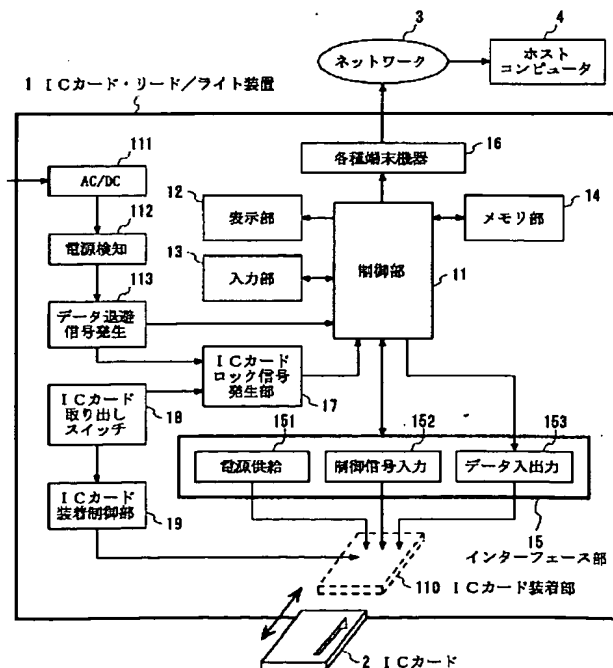 3
4
ネットワーク
ホスト
コンピュータ
1 ＩＣカード・リード／ライト装置
111
AC/DC
16
各種端末機器
112
電源検知
12
表示部
14
メモリ部
113
データ退避
信号発生
13
入力部
制御部
11
ＩＣカード
ロック信号
発生部
17
ＩＣカード
取り出し
スイッチ
18
151
電源供給
152
制御信号入力
153
データ入出力
ＩＣカード
装着制御部
19
15
インターフェース部
110 ＩＣカード装着部
2 ＩＣカード